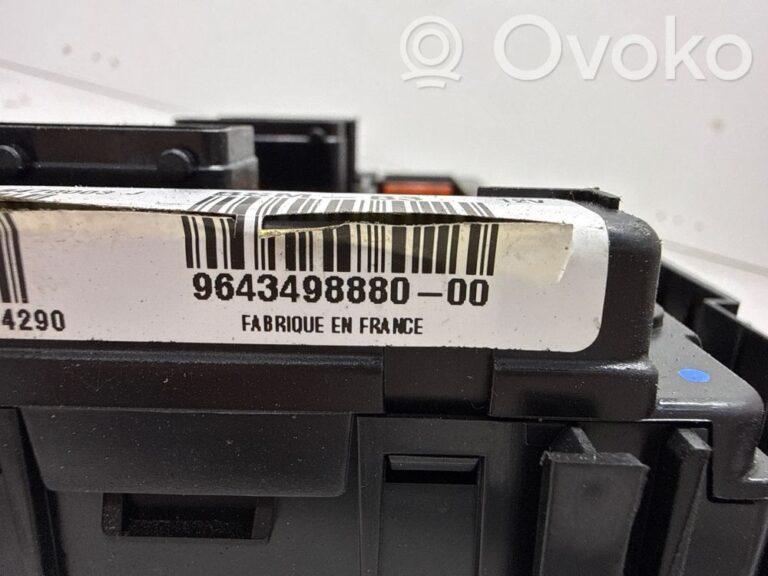 Ovoko
9643498880-00
4290
FABRIQUE EN FRANCE